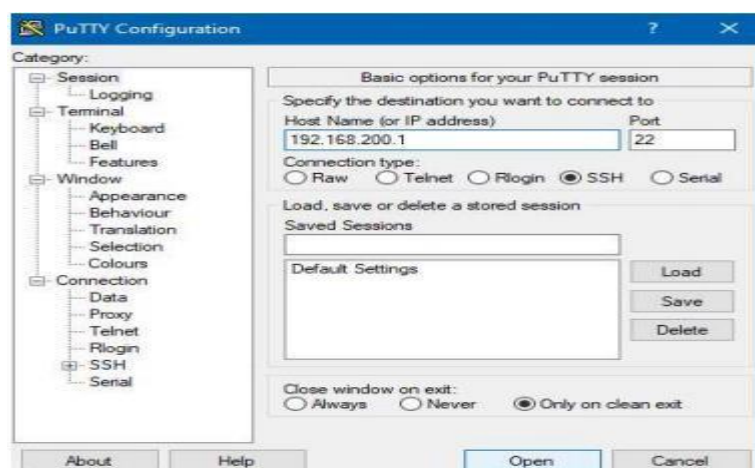 PuTTY Configuration
?
Category:
Session
Logging
Terminal
Keyboard
Bell
Features
Window
Appearance
Behaviour
Translation
Selection
Colours
Connection
Data
Proxy
Telnet
Rlogin
SSH
Serial
Basic options for your PuTTY session
Specify the destination you want to connect to
Host Name (or IP address) Port
192.168.200.1 22
Connection type:
Raw Telnet Rlogin SSH Serial
Load, save or delete a stored session
Saved Sessions
Default Settings
Load
Save
Delete
Close window on exit:
Always Never Only on clean exit
About Help Open Cancel